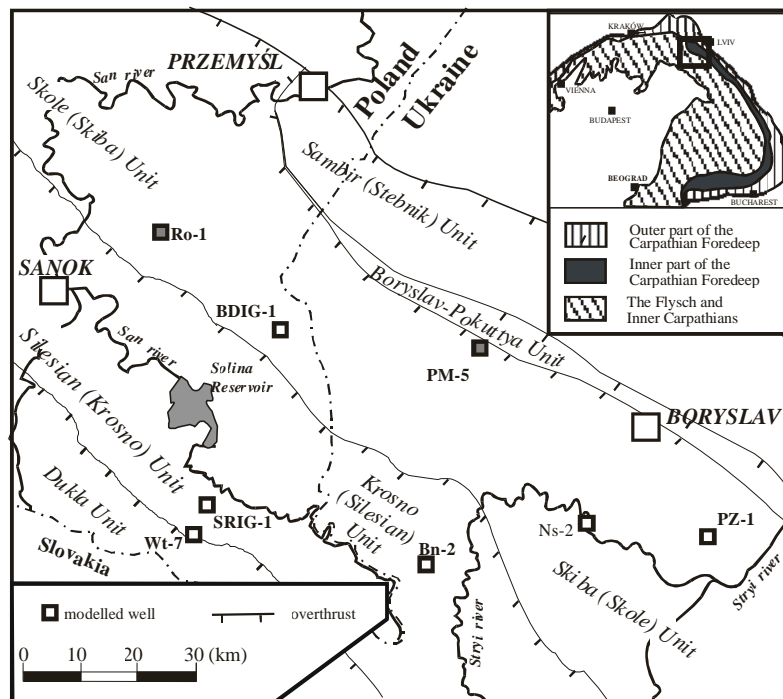 PRZEMYŚL
San river
Poland
Ukraine
Skole (Skiba) Unit
Sambir (Stebnik) Unit
Ro-1
SANOK
BDIG-1
Boryslav-Pokuttya Unit
San river
Solina
Reservoir
PM-5
BORYSLAV
Silesian (Krosno) Unit
Dukla Unit
Krosno
(Silesian)
Unit
SRIG-1
Wt-7
Slovakia
Bn-2
Ns-2
PZ-1
Skiba (Skole) Unit
Stryi river
Stryi river
KRAKÓW
LVIV
VIENNA
BUDAPEST
BEOGRAD
BUCHAREST
Outer part of the
Carpathian Foredeep
Inner part of the
Carpathian Foredeep
The Flysch and
Inner Carpathians
modelled well
overthrust
0 10 20 30 (km)